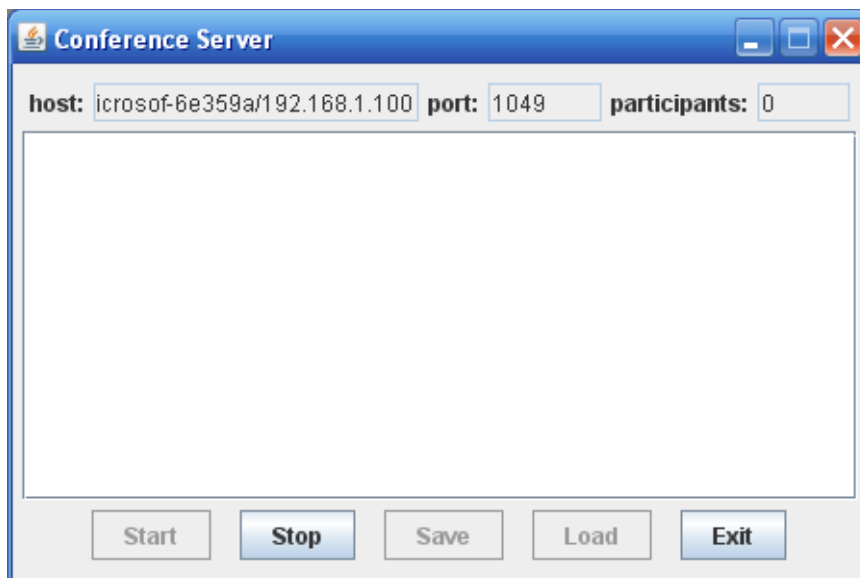 Conference Server
host: icrosof-6e359a/192.168.1.100 port: 1049 participants: 0
Start Stop Save Load Exit